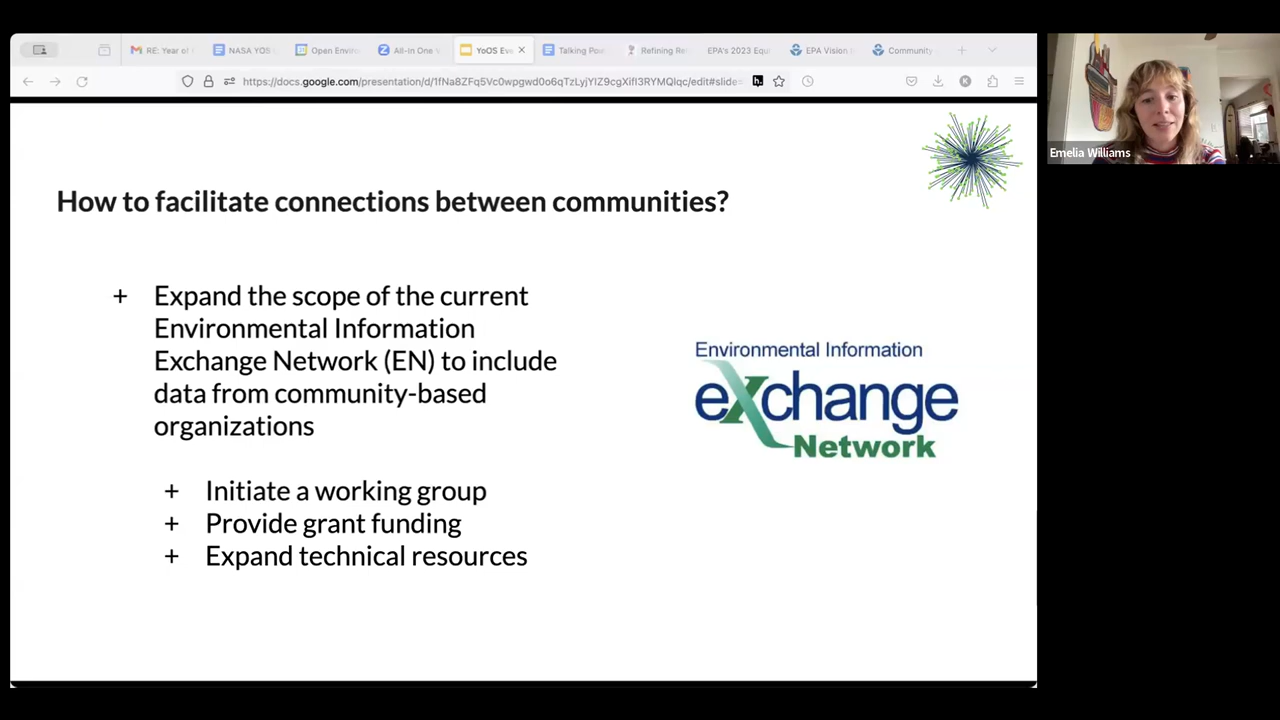 RE: Year of
NASA YOS
Open Enviro
All-In One V
YoOS Eve
Talking Poi
Refining Re
EPA's 2023 Equi
EPA Vision f
Community
https://docs.google.com/presentation/d/1fNa8ZFq5Vc0wpgwd0o6qTzLyjYIZ9cgXifI3RYMQlqc/edit#slide
h.
K
Emelia Williams
How to facilitate connections between communities?
+ Expand the scope of the current
Environmental Information
Exchange Network (EN) to include
data from community-based
organizations
+ Initiate a working group
+ Provide grant funding
+ Expand technical resources
Environmental Information
eXchange
Network